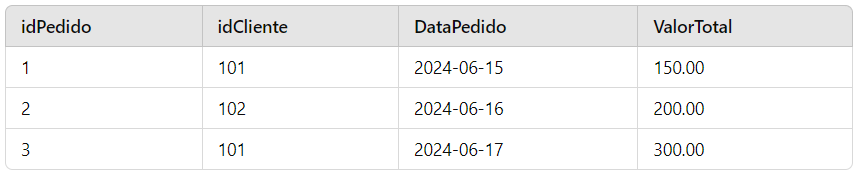 idPedido idCliente DataPedido ValorTotal
1 101 2024-06-15 150.00
2 102 2024-06-16 200.00
3 101 2024-06-17 300.00